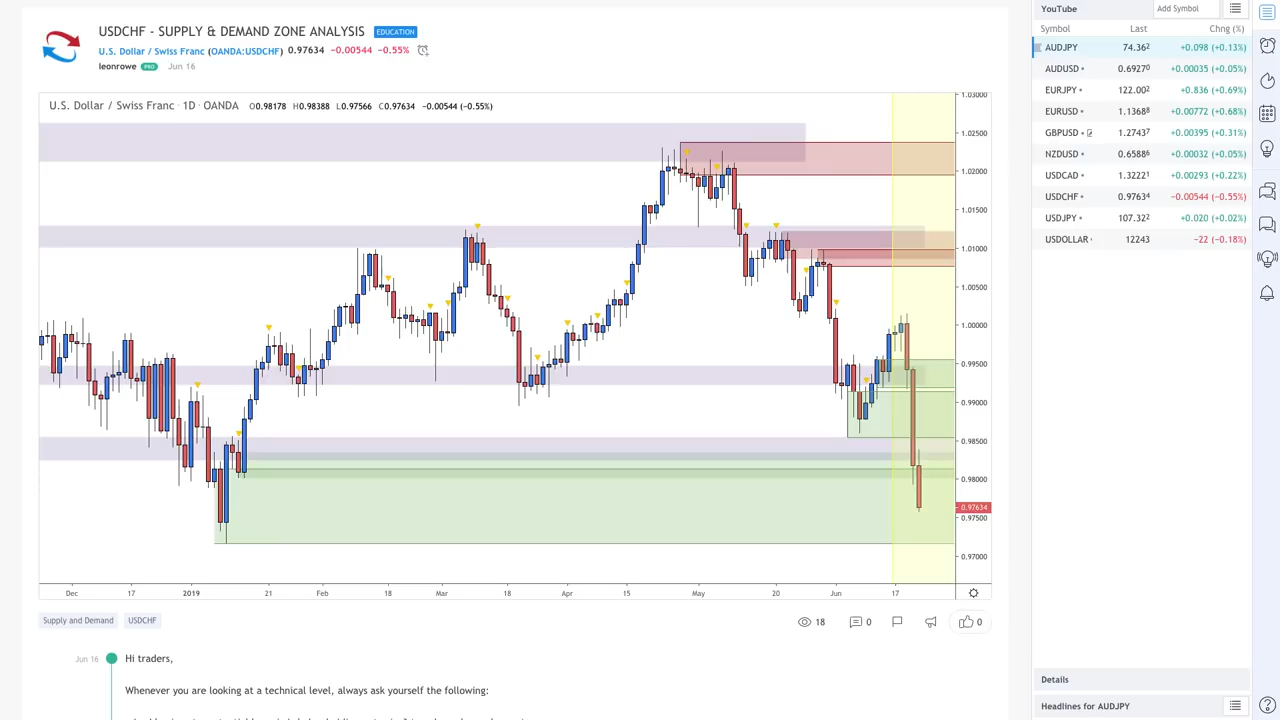 USDCHF - SUPPLY & DEMAND ZONE ANALYSIS EDUCATION
U.S. Dollar / Swiss Franc (OANDA:USDCHF) 0.97634 −0.00544 −0.55%
leonrowe PRO Jun 16
U.S. Dollar / Swiss Franc · 1D · OANDA O0.98178 H0.98388 L0.97566 C0.97634 −0.00544 (−0.55%)
1.03000
1.02500
1.02000
1.01500
1.01000
1.00500
1.00000
0.99500
0.99000
0.98500
0.98000
0.97634
0.97500
0.97000
Dec 17 2019 21 Feb 18 Mar 18 Apr 15 May 20 Jun 17
Supply and Demand USDCHF
18 0 0
Jun 16 Hi traders,
Whenever you are looking at a technical level, always ask yourself the following:
YouTube Add Symbol
Symbol Last Chng (%)
AUDJPY 74.362 +0.098 (+0.13%)
AUDUSD 0.69270 +0.00035 (+0.05%)
EURJPY 122.002 +0.836 (+0.69%)
EURUSD 1.13688 +0.00772 (+0.68%)
GBPUSD 1.27437 +0.00395 (+0.31%)
NZDUSD 0.65886 +0.00032 (+0.05%)
USDCAD 1.32221 +0.00293 (+0.22%)
USDCHF 0.97634 −0.00544 (−0.55%)
USDJPY 107.322 +0.020 (+0.02%)
USDOLLAR 12243 −22 (−0.18%)
Details
Headlines for AUDJPY